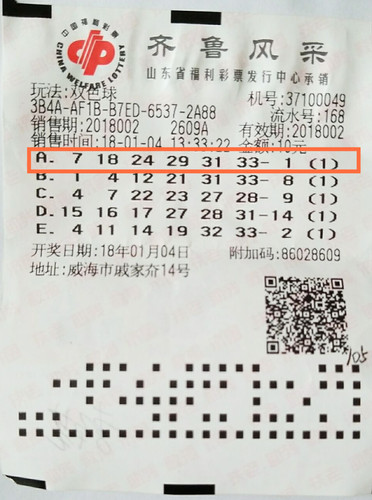 中国福利彩票
CHINA WELFARE LOTTERY
齐鲁风采
山东省福利彩票发行中心承销
玩法:双色球 机号:37100049
3B4A-AF1B-B7ED-6537-2A88 流水号:168
销售期:2018002 2609A 有效期:2018002
销售时间:18-01-04 13:33:22 金额:10元
A. 7 18 24 29 31 33- 1 (1)
B. 1 4 12 21 31 33- 8 (1)
C. 4 7 22 23 27 28- 9 (1)
D. 15 16 17 27 28 31-14 (1)
E. 4 11 14 19 32 33- 2 (1)
开奖日期:18年01月04日 附加码:86028609
地址:威海市戚家夼14号
105